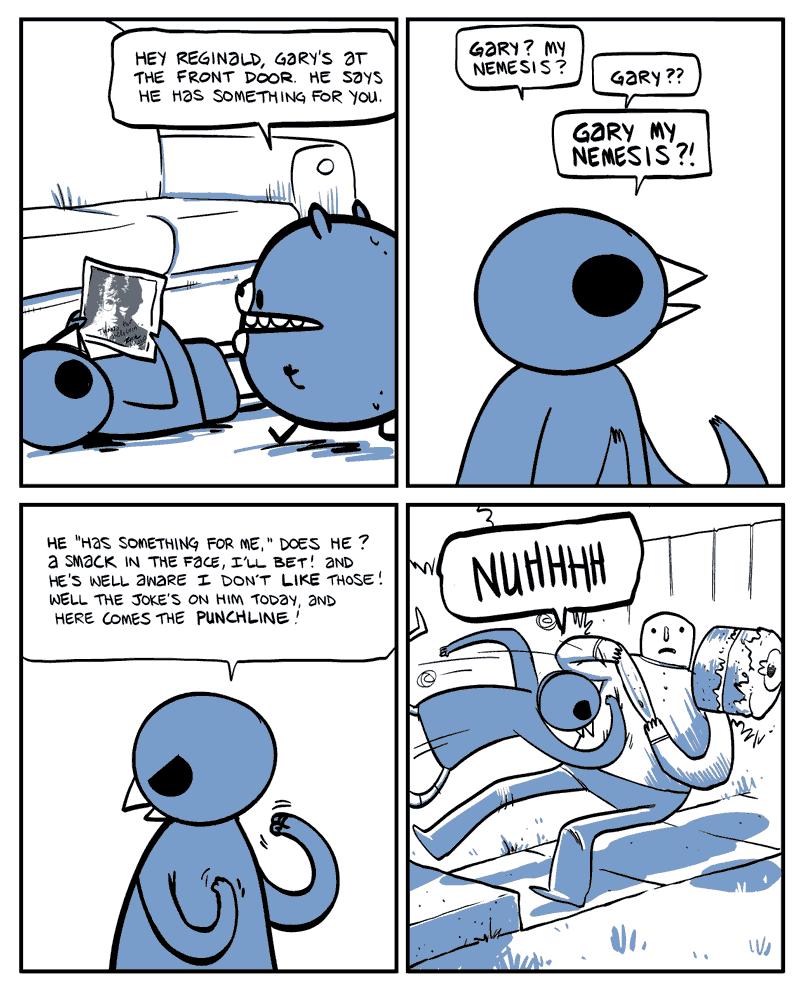 HEY REGINALD, GARY'S AT
THE FRONT DOOR. HE SAYS
HE HAS SOMETHING FOR YOU.
GARY? MY
NEMESIS?
GARY??
GARY MY
NEMESIS?!
HE "HAS SOMETHING FOR ME," DOES HE?
A SMACK IN THE FACE, I'LL BET! AND
HE'S WELL AWARE I DON'T LIKE THOSE!
WELL THE JOKE'S ON HIM TODAY, AND
HERE COMES THE PUNCHLINE!
NUHHHH